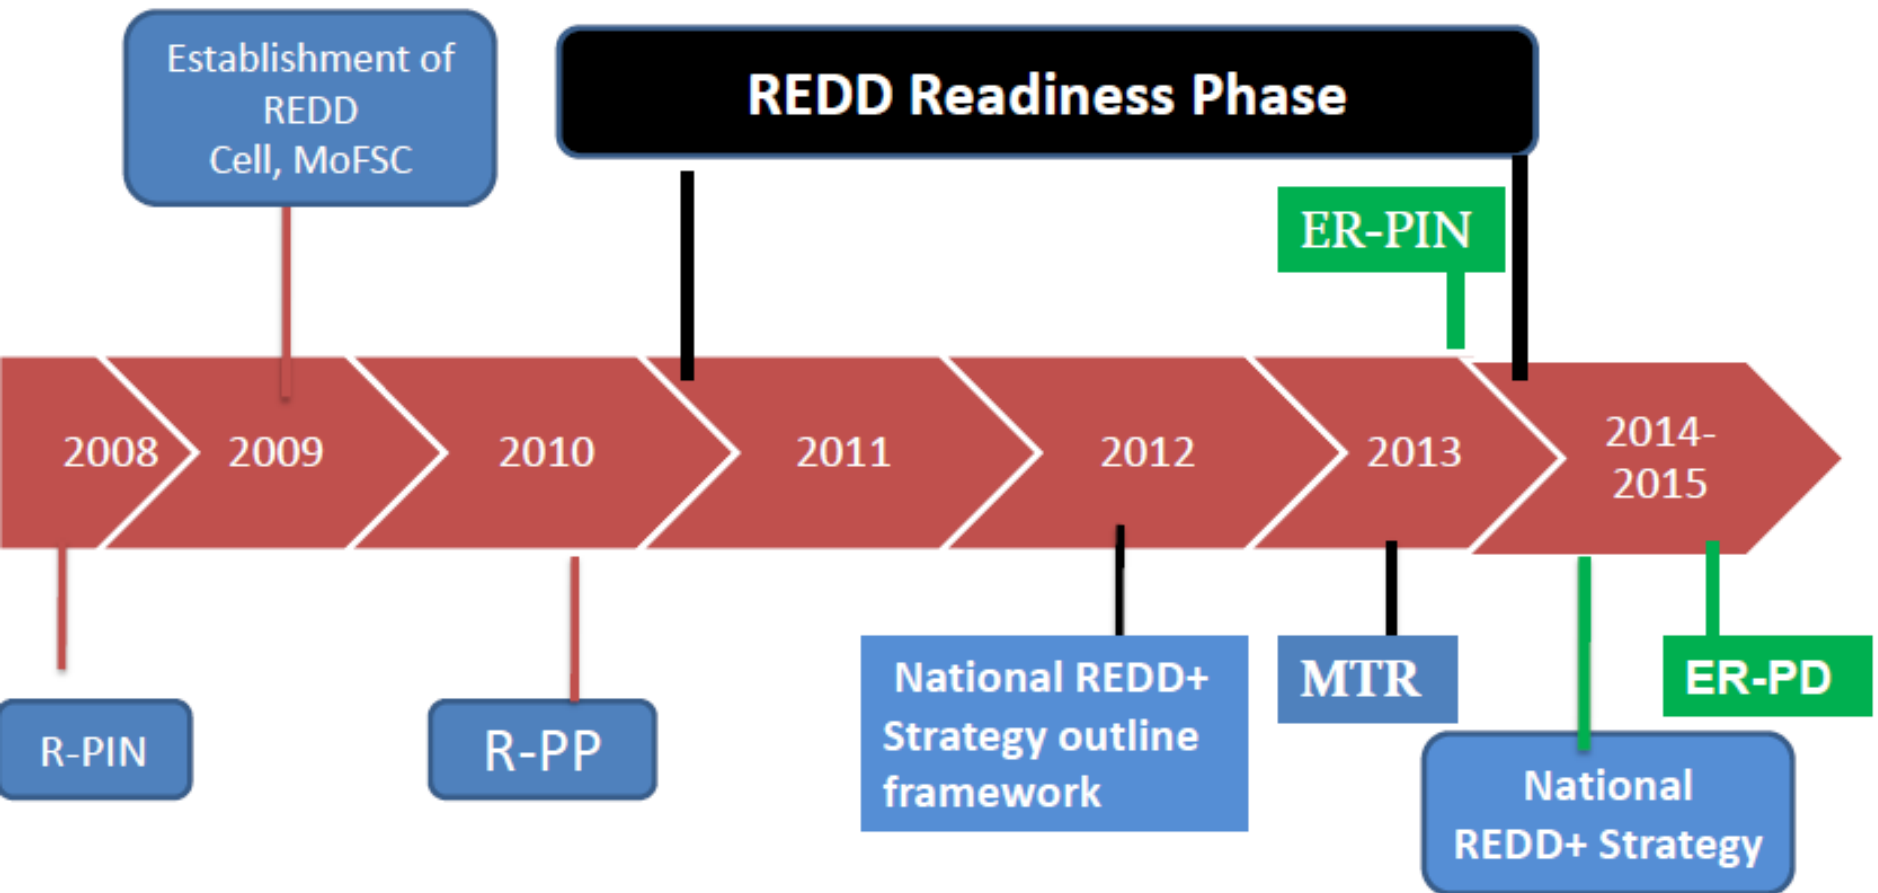 Establishment of
REDD
Cell, MoFSC
REDD Readiness Phase
ER-PIN
2008
2009
2010
2011
2012
2013
2014-
2015
R-PIN
R-PP
National REDD+
Strategy outline
framework
MTR
ER-PD
National
REDD+ Strategy